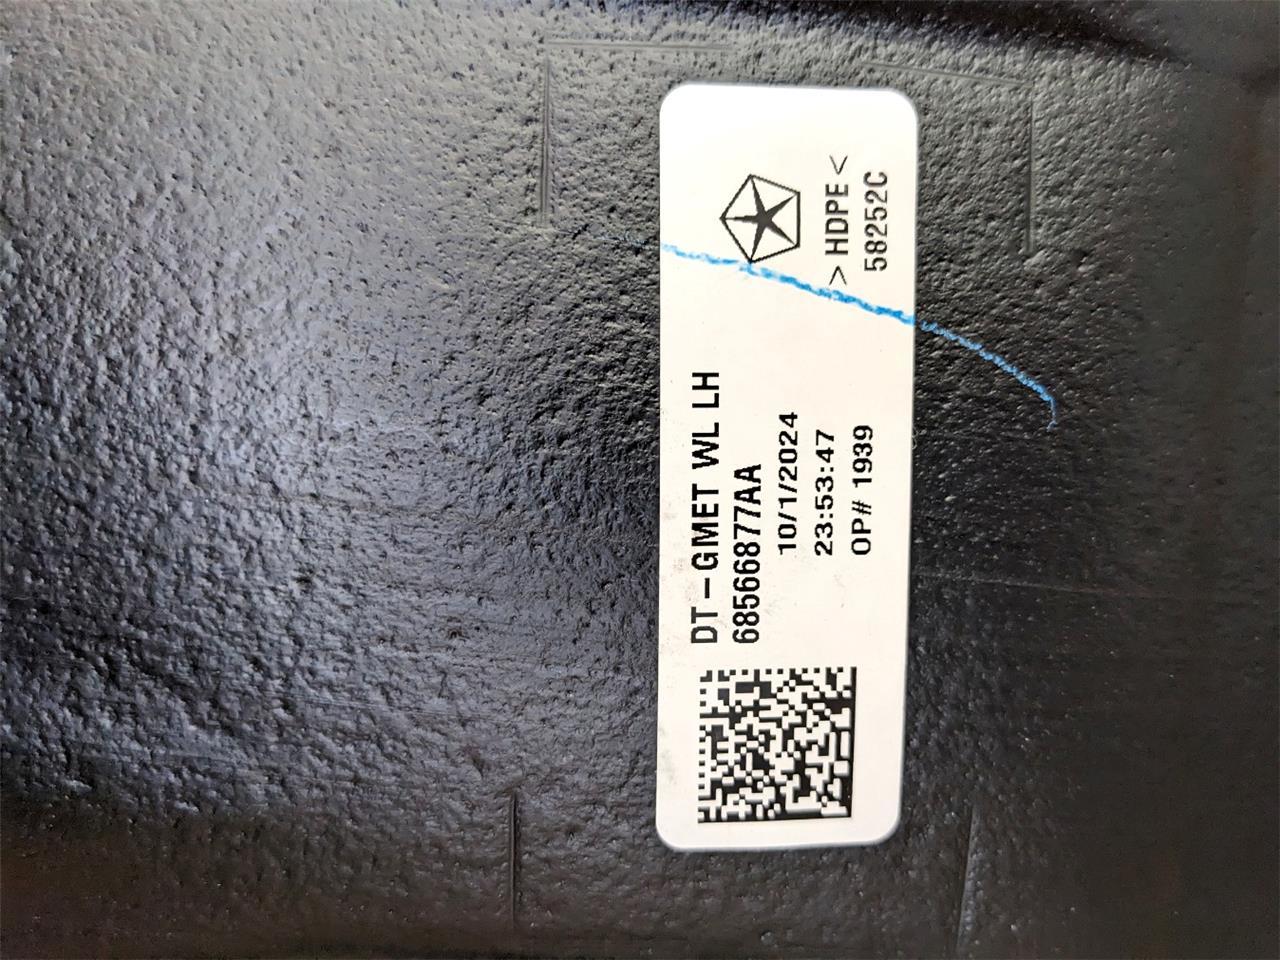 DT-GMET WL LH
68566877AA
10/1/2024
23:53:47
OP# 1939
>HDPE<
58252C